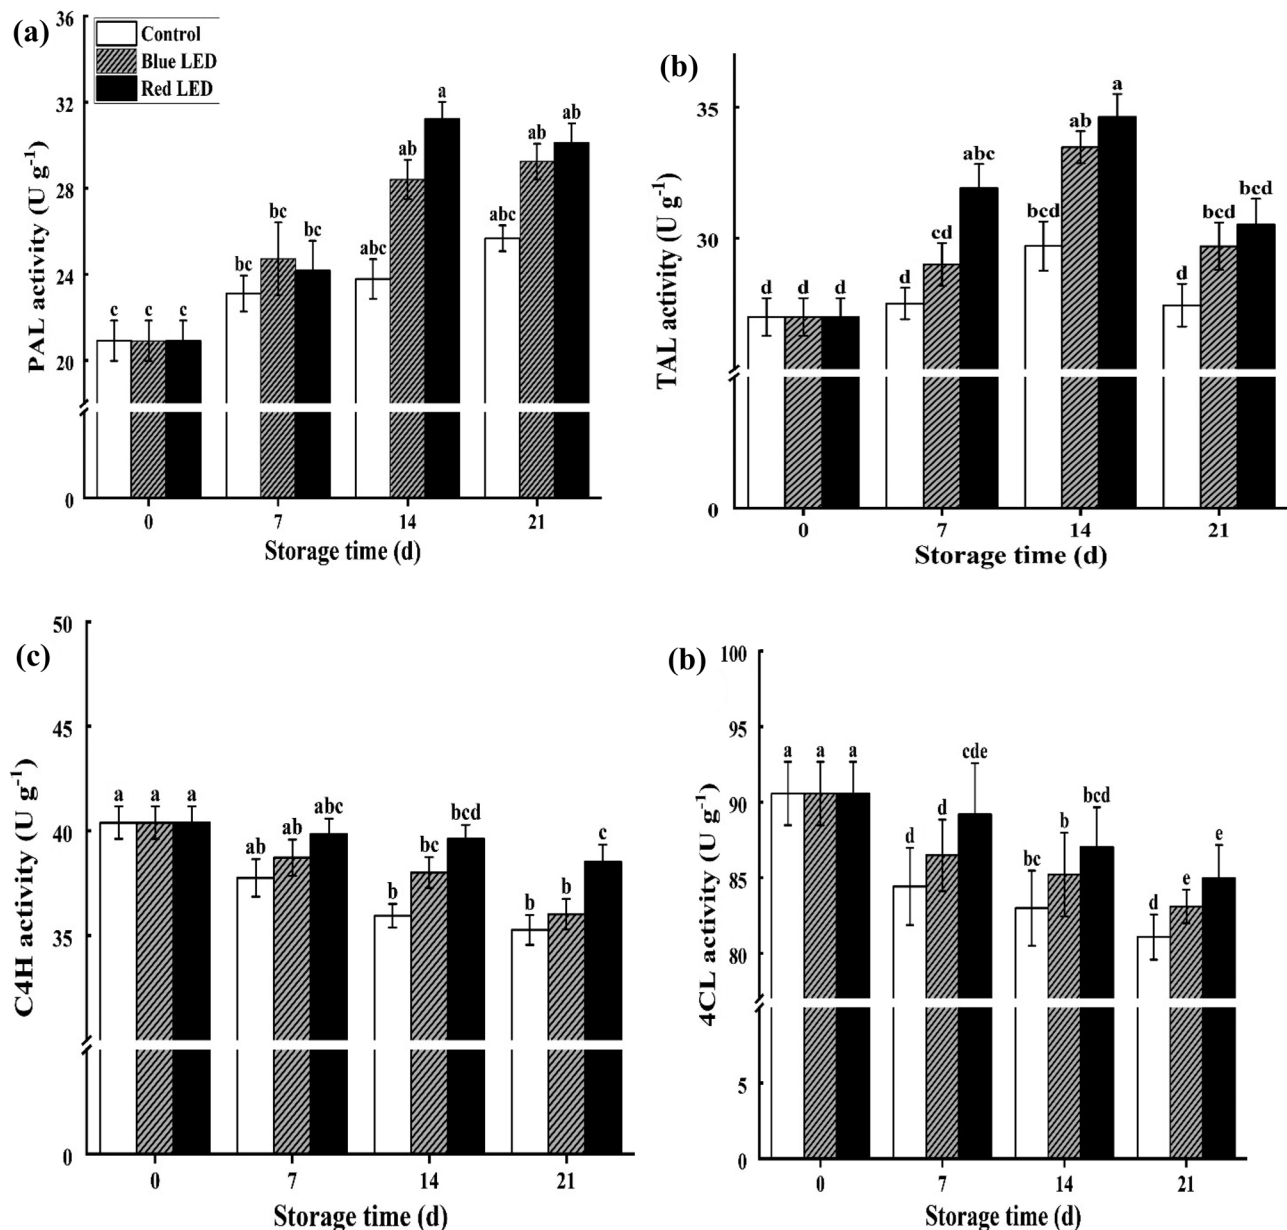 (a)
36
32
28
24
20
0
PAL activity (U g-1)
Control
Blue LED
Red LED
c c c
bc bc bc
abc ab a
abc ab ab
0 7 14 21
Storage time (d)
(b)
35
30
0
TAL activity (U g-1)
d d d
d cd abc
bcd ab a
d bcd bcd
0 7 14 21
Storage time (d)
(c)
50
45
40
35
0
C4H activity (U g-1)
a a a
ab ab abc
b bc bcd
b b c
0 7 14 21
Storage time (d)
(b)
100
95
90
85
80
5
0
4CL activity (U g-1)
a a a
d d cde
bc b bcd
d e e
0 7 14 21
Storage time (d)